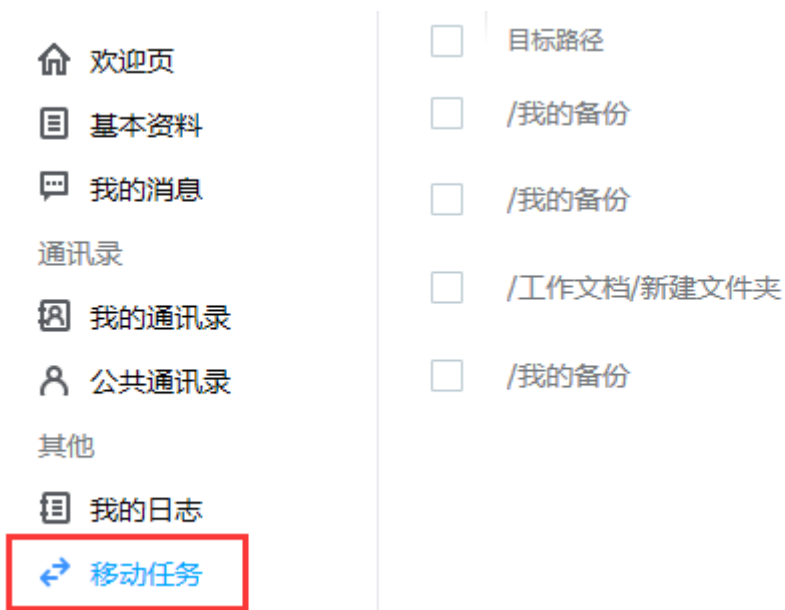 欢迎页
基本资料
我的消息
通讯录
我的通讯录
公共通讯录
其他
我的日志
移动任务
目标路径
/我的备份
/我的备份
/工作文档/新建文件夹
/我的备份